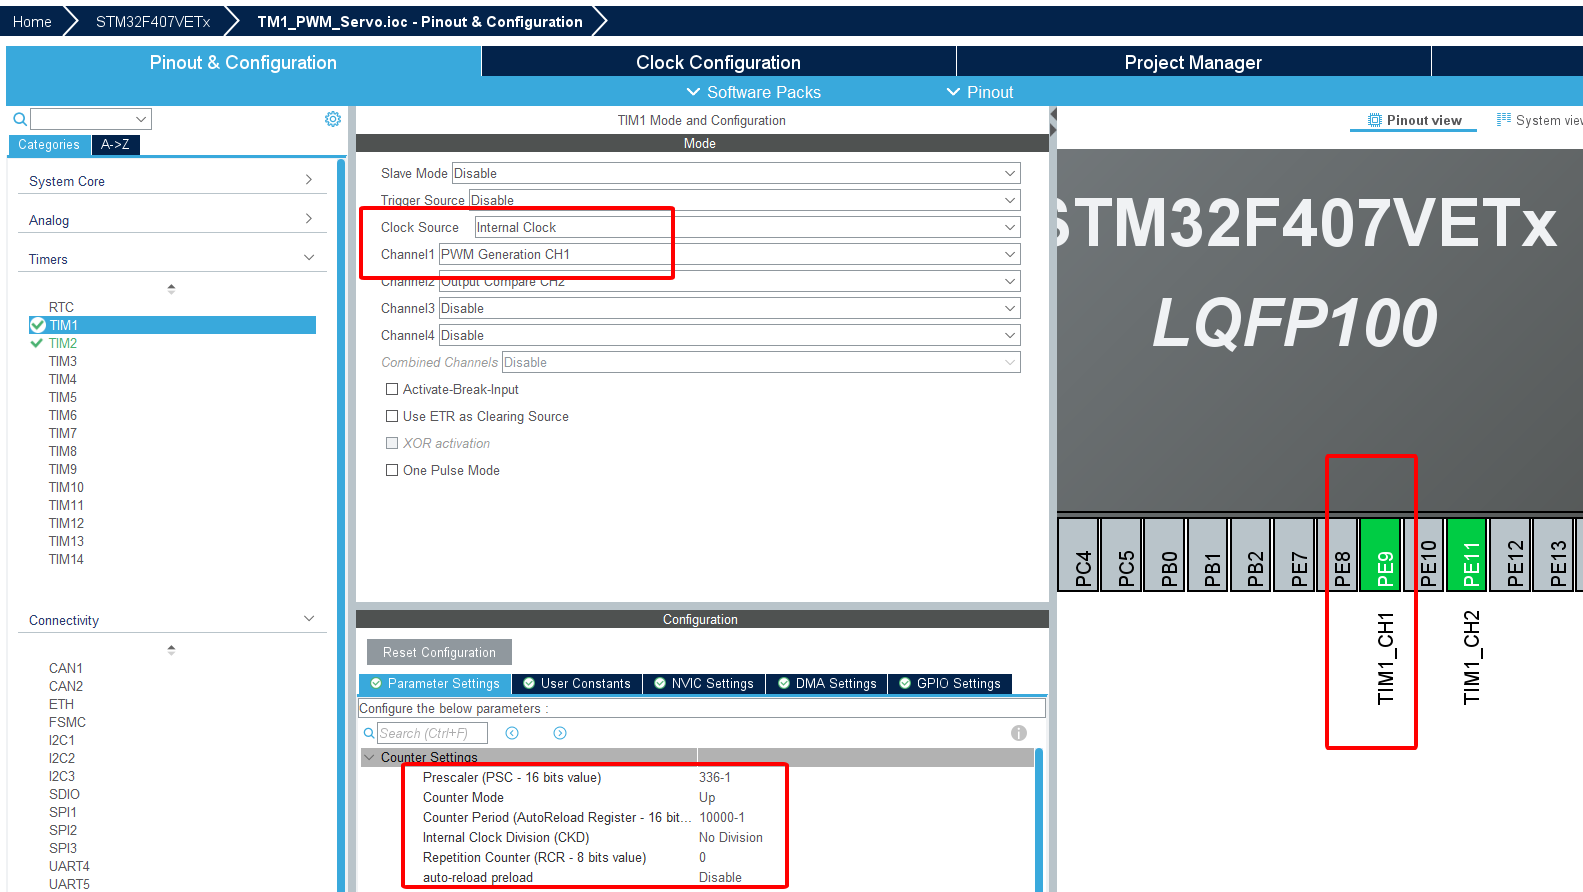 Home
STM32F407VETx
TM1_PWM_Servo.ioc - Pinout & Configuration
Pinout & Configuration
Clock Configuration
Project Manager
Software Packs
Pinout
Categories
A->Z
System Core
Analog
Timers
RTC
TIM1
TIM2
TIM3
TIM4
TIM5
TIM6
TIM7
TIM8
TIM9
TIM10
TIM11
TIM12
TIM13
TIM14
Connectivity
CAN1
CAN2
ETH
FSMC
I2C1
I2C2
I2C3
SDIO
SPI1
SPI2
SPI3
UART4
UART5
TIM1 Mode and Configuration
Mode
Slave Mode Disable
Trigger Source Disable
Clock Source Internal Clock
Channel1 PWM Generation CH1
Channel2 Output Compare CH2
Channel3 Disable
Channel4 Disable
Combined Channels Disable
Activate-Break-Input
Use ETR as Clearing Source
XOR activation
One Pulse Mode
Configuration
Reset Configuration
Parameter Settings
User Constants
NVIC Settings
DMA Settings
GPIO Settings
Configure the below parameters :
Search (Ctrl+F)
Counter Settings
Prescaler (PSC - 16 bits value) 336-1
Counter Mode Up
Counter Period (AutoReload Register - 16 bit... 10000-1
Internal Clock Division (CKD) No Division
Repetition Counter (RCR - 8 bits value) 0
auto-reload preload Disable
Pinout view
System view
STM32F407VETx
LQFP100
PC4
PC5
PB0
PB1
PB2
PE7
PE8
PE9
PE10
PE11
PE12
PE13
TIM1_CH1
TIM1_CH2